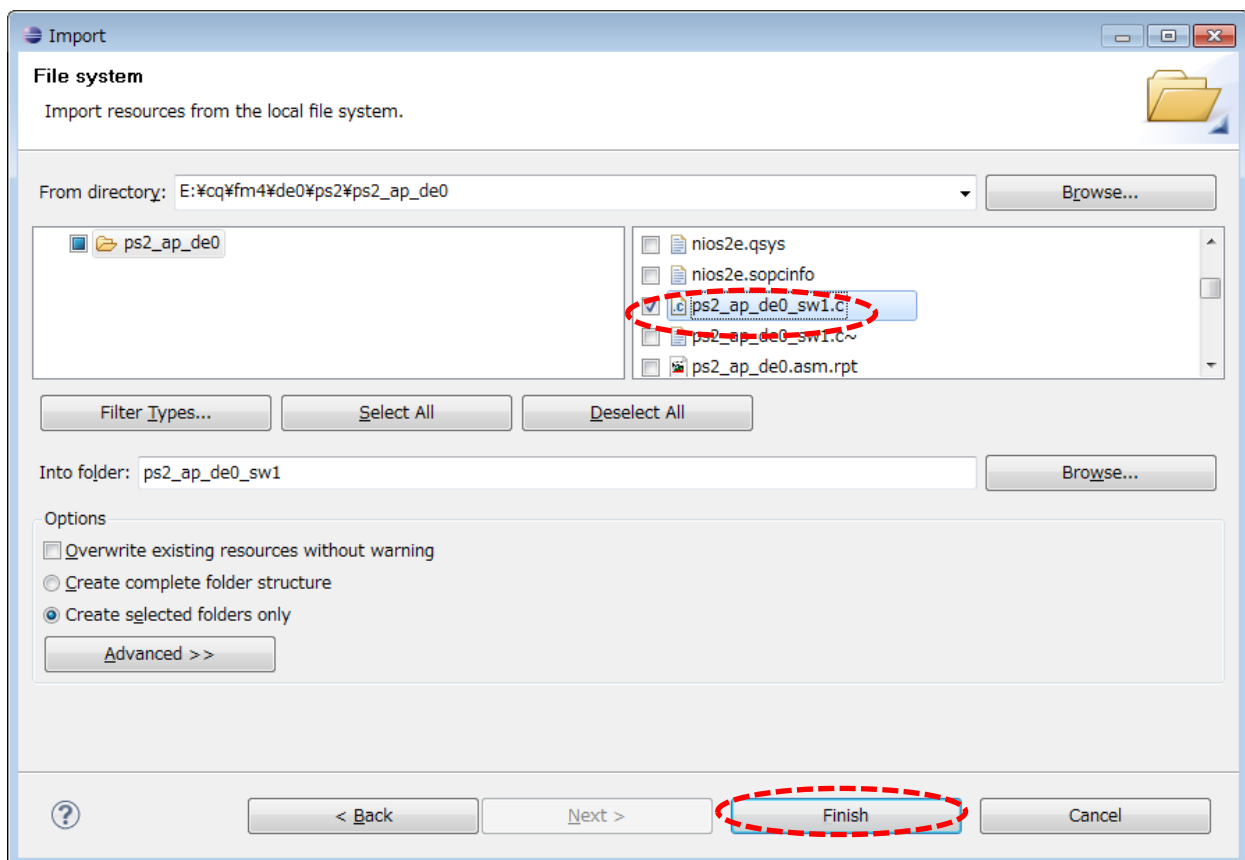 Import
File system
Import resources from the local file system.
From directory: E:¥cq¥fm4¥de0¥ps2¥ps2_ap_de0 Browse...
ps2_ap_de0
nios2e.qsys
nios2e.sopcinfo
ps2_ap_de0_sw1.c
ps2_ap_de0_sw1.c~
ps2_ap_de0.asm.rpt
Filter Types... Select All Deselect All
Into folder: ps2_ap_de0_sw1 Browse...
Options
Overwrite existing resources without warning
Create complete folder structure
Create selected folders only
Advanced >>
< Back Next > Finish Cancel